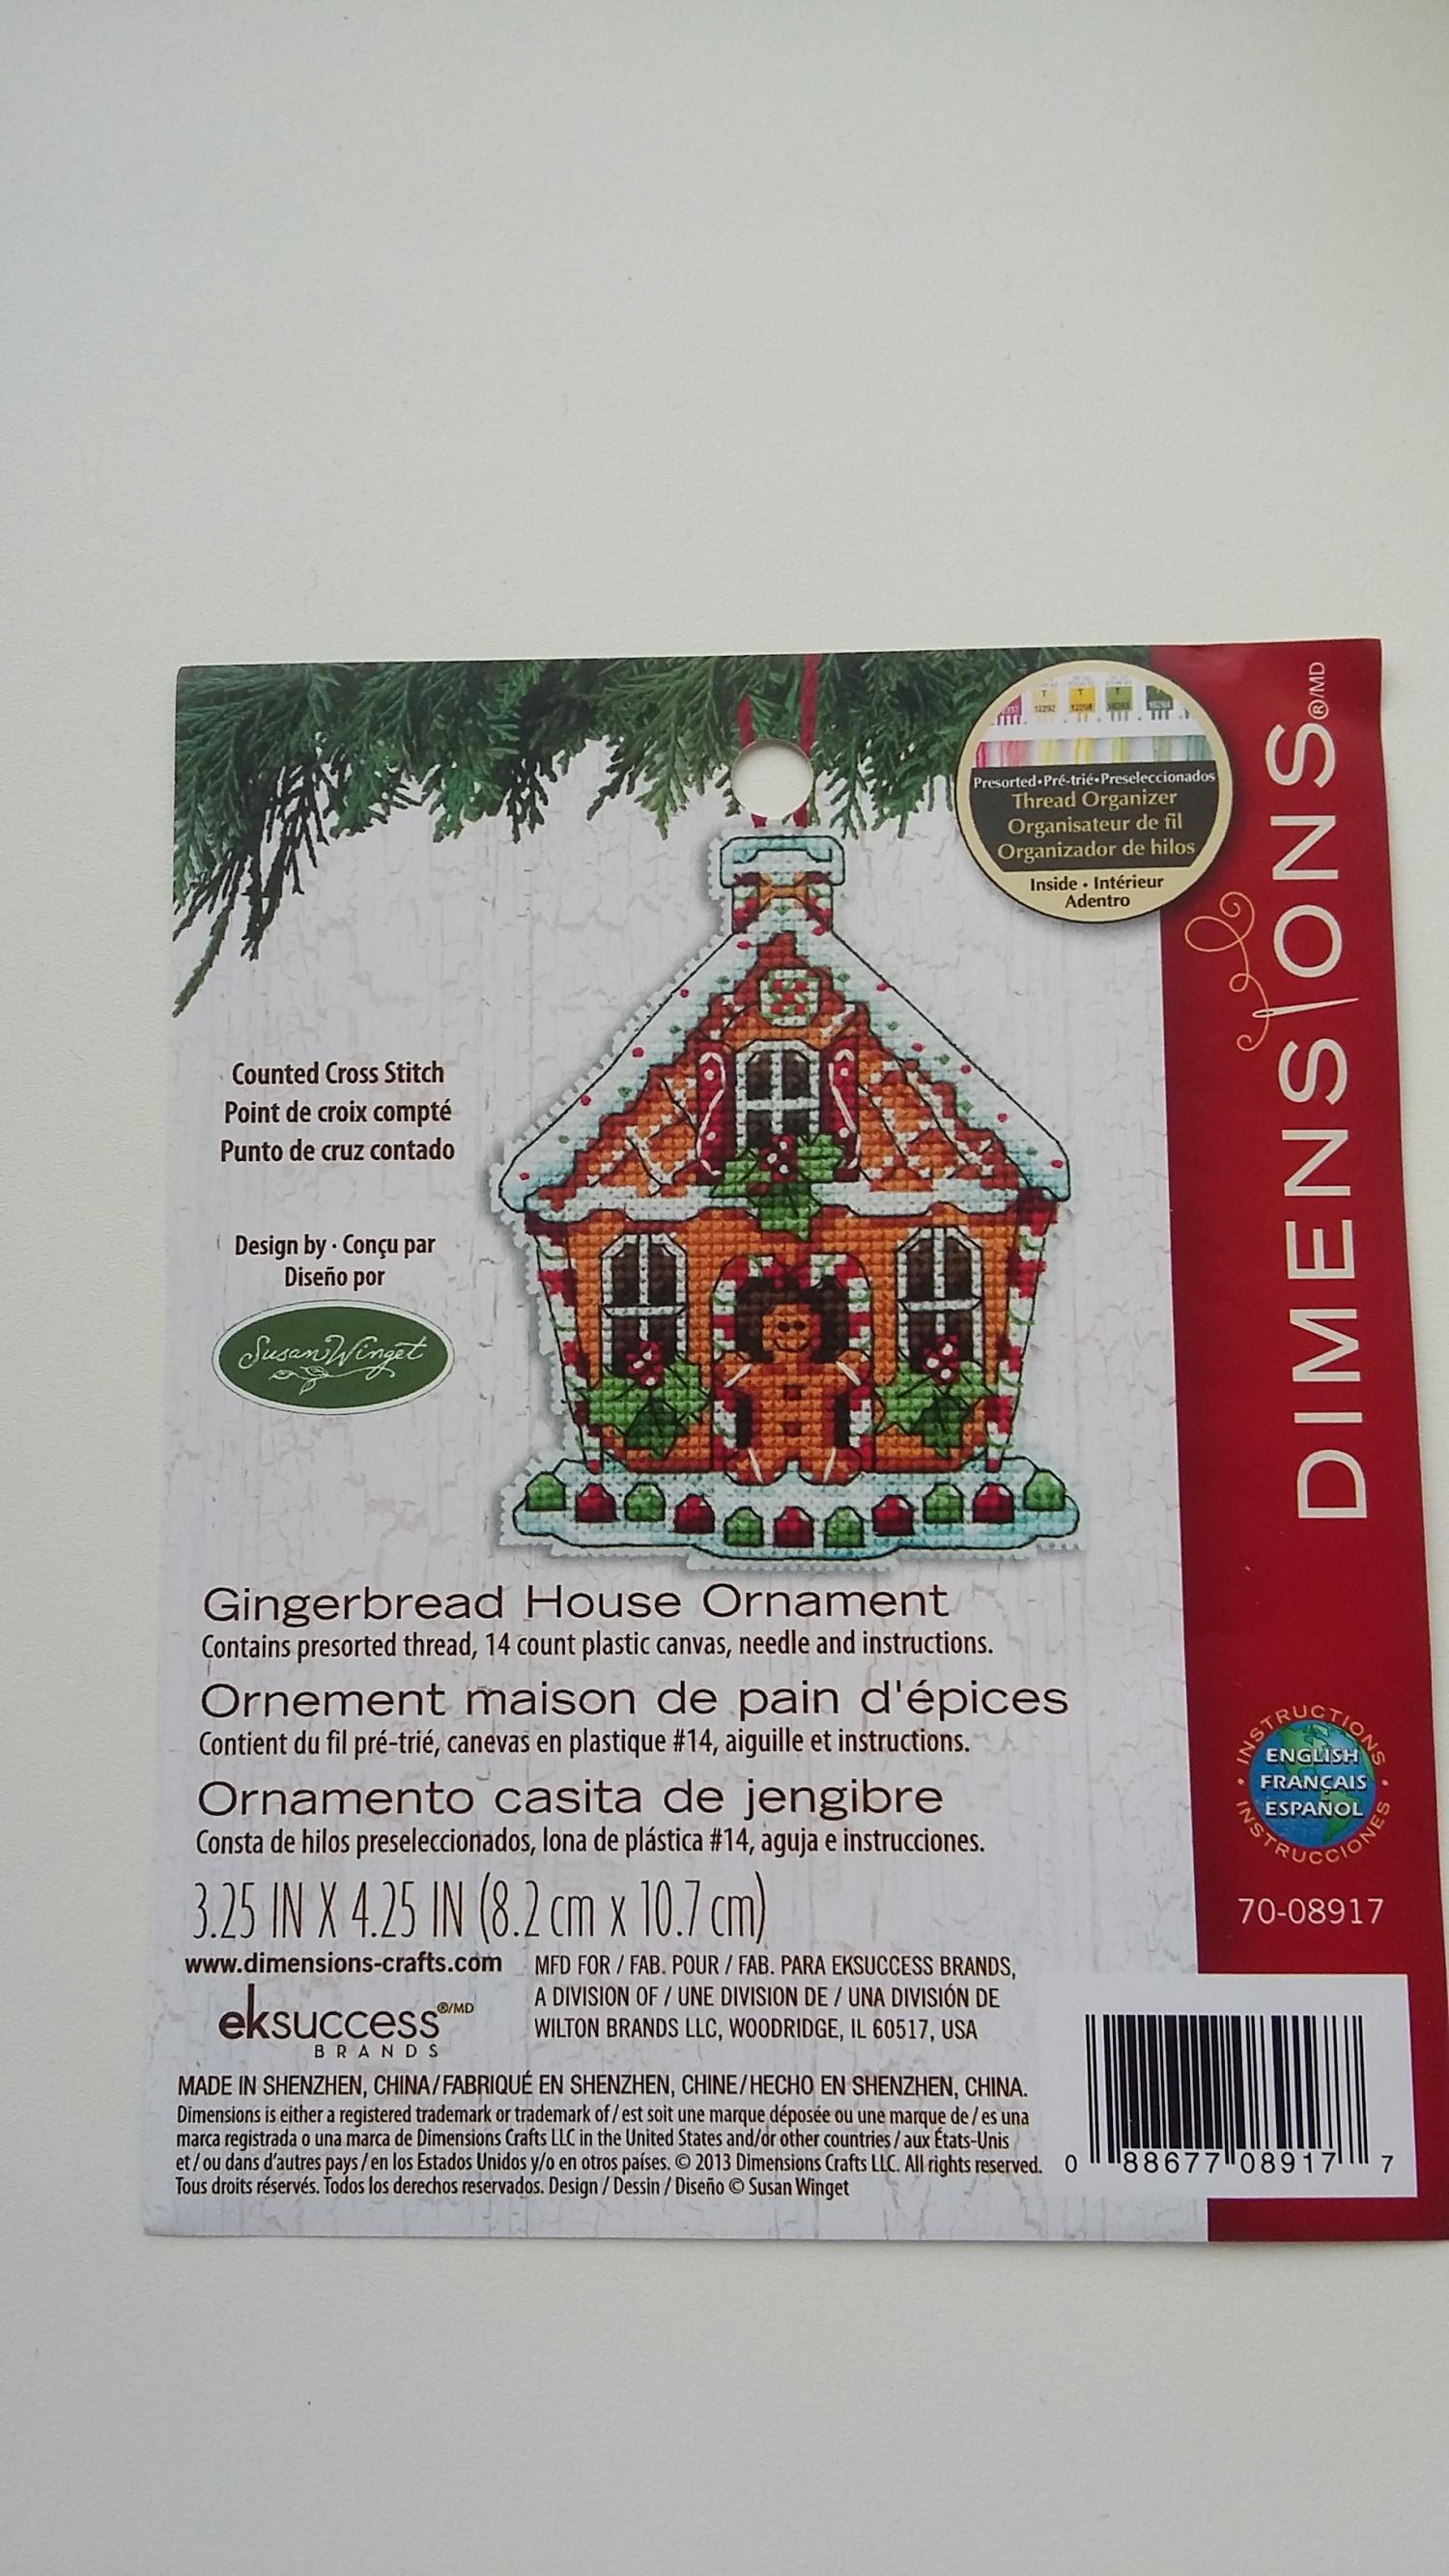 Presorted•Pré-trié•Preseleccionados
Thread Organizer
Organisateur de fil
Organizador de hilos
Inside • Intérieur
Adentro
DIMENSIONS®/MD
Counted Cross Stitch
Point de croix compté
Punto de cruz contado
Design by · Conçu par
Diseño por
Susan Winget
Gingerbread House Ornament
Contains presorted thread, 14 count plastic canvas, needle and instructions.
Ornement maison de pain d'épices
Contient du fil pré-trié, canevas en plastique #14, aiguille et instructions.
Ornamento casita de jengibre
Consta de hilos preseleccionados, lona de plástica #14, aguja e instrucciones.
3.25 IN X 4.25 IN (8.2 cm x 10.7 cm)
INSTRUCTIONS
ENGLISH
FRANÇAIS
ESPAÑOL
INSTRUCCIONES
70-08917
www.dimensions-crafts.com
eksuccess®/MD
BRANDS
MFD FOR / FAB. POUR / FAB. PARA EKSUCCESS BRANDS,
A DIVISION OF / UNE DIVISION DE / UNA DIVISIÓN DE
WILTON BRANDS LLC, WOODRIDGE, IL 60517, USA
MADE IN SHENZHEN, CHINA/FABRIQUÉ EN SHENZHEN, CHINE/HECHO EN SHENZHEN, CHINA.
Dimensions is either a registered trademark or trademark of / est soit une marque déposée ou une marque de / es una
marca registrada o una marca de Dimensions Crafts LLC in the United States and/or other countries / aux États-Unis
et / ou dans d'autres pays / en los Estados Unidos y/o en otros países. © 2013 Dimensions Crafts LLC. All rights reserved.
Tous droits réservés. Todos los derechos reservados. Design / Dessin / Diseño © Susan Winget
0 88677 08917 7